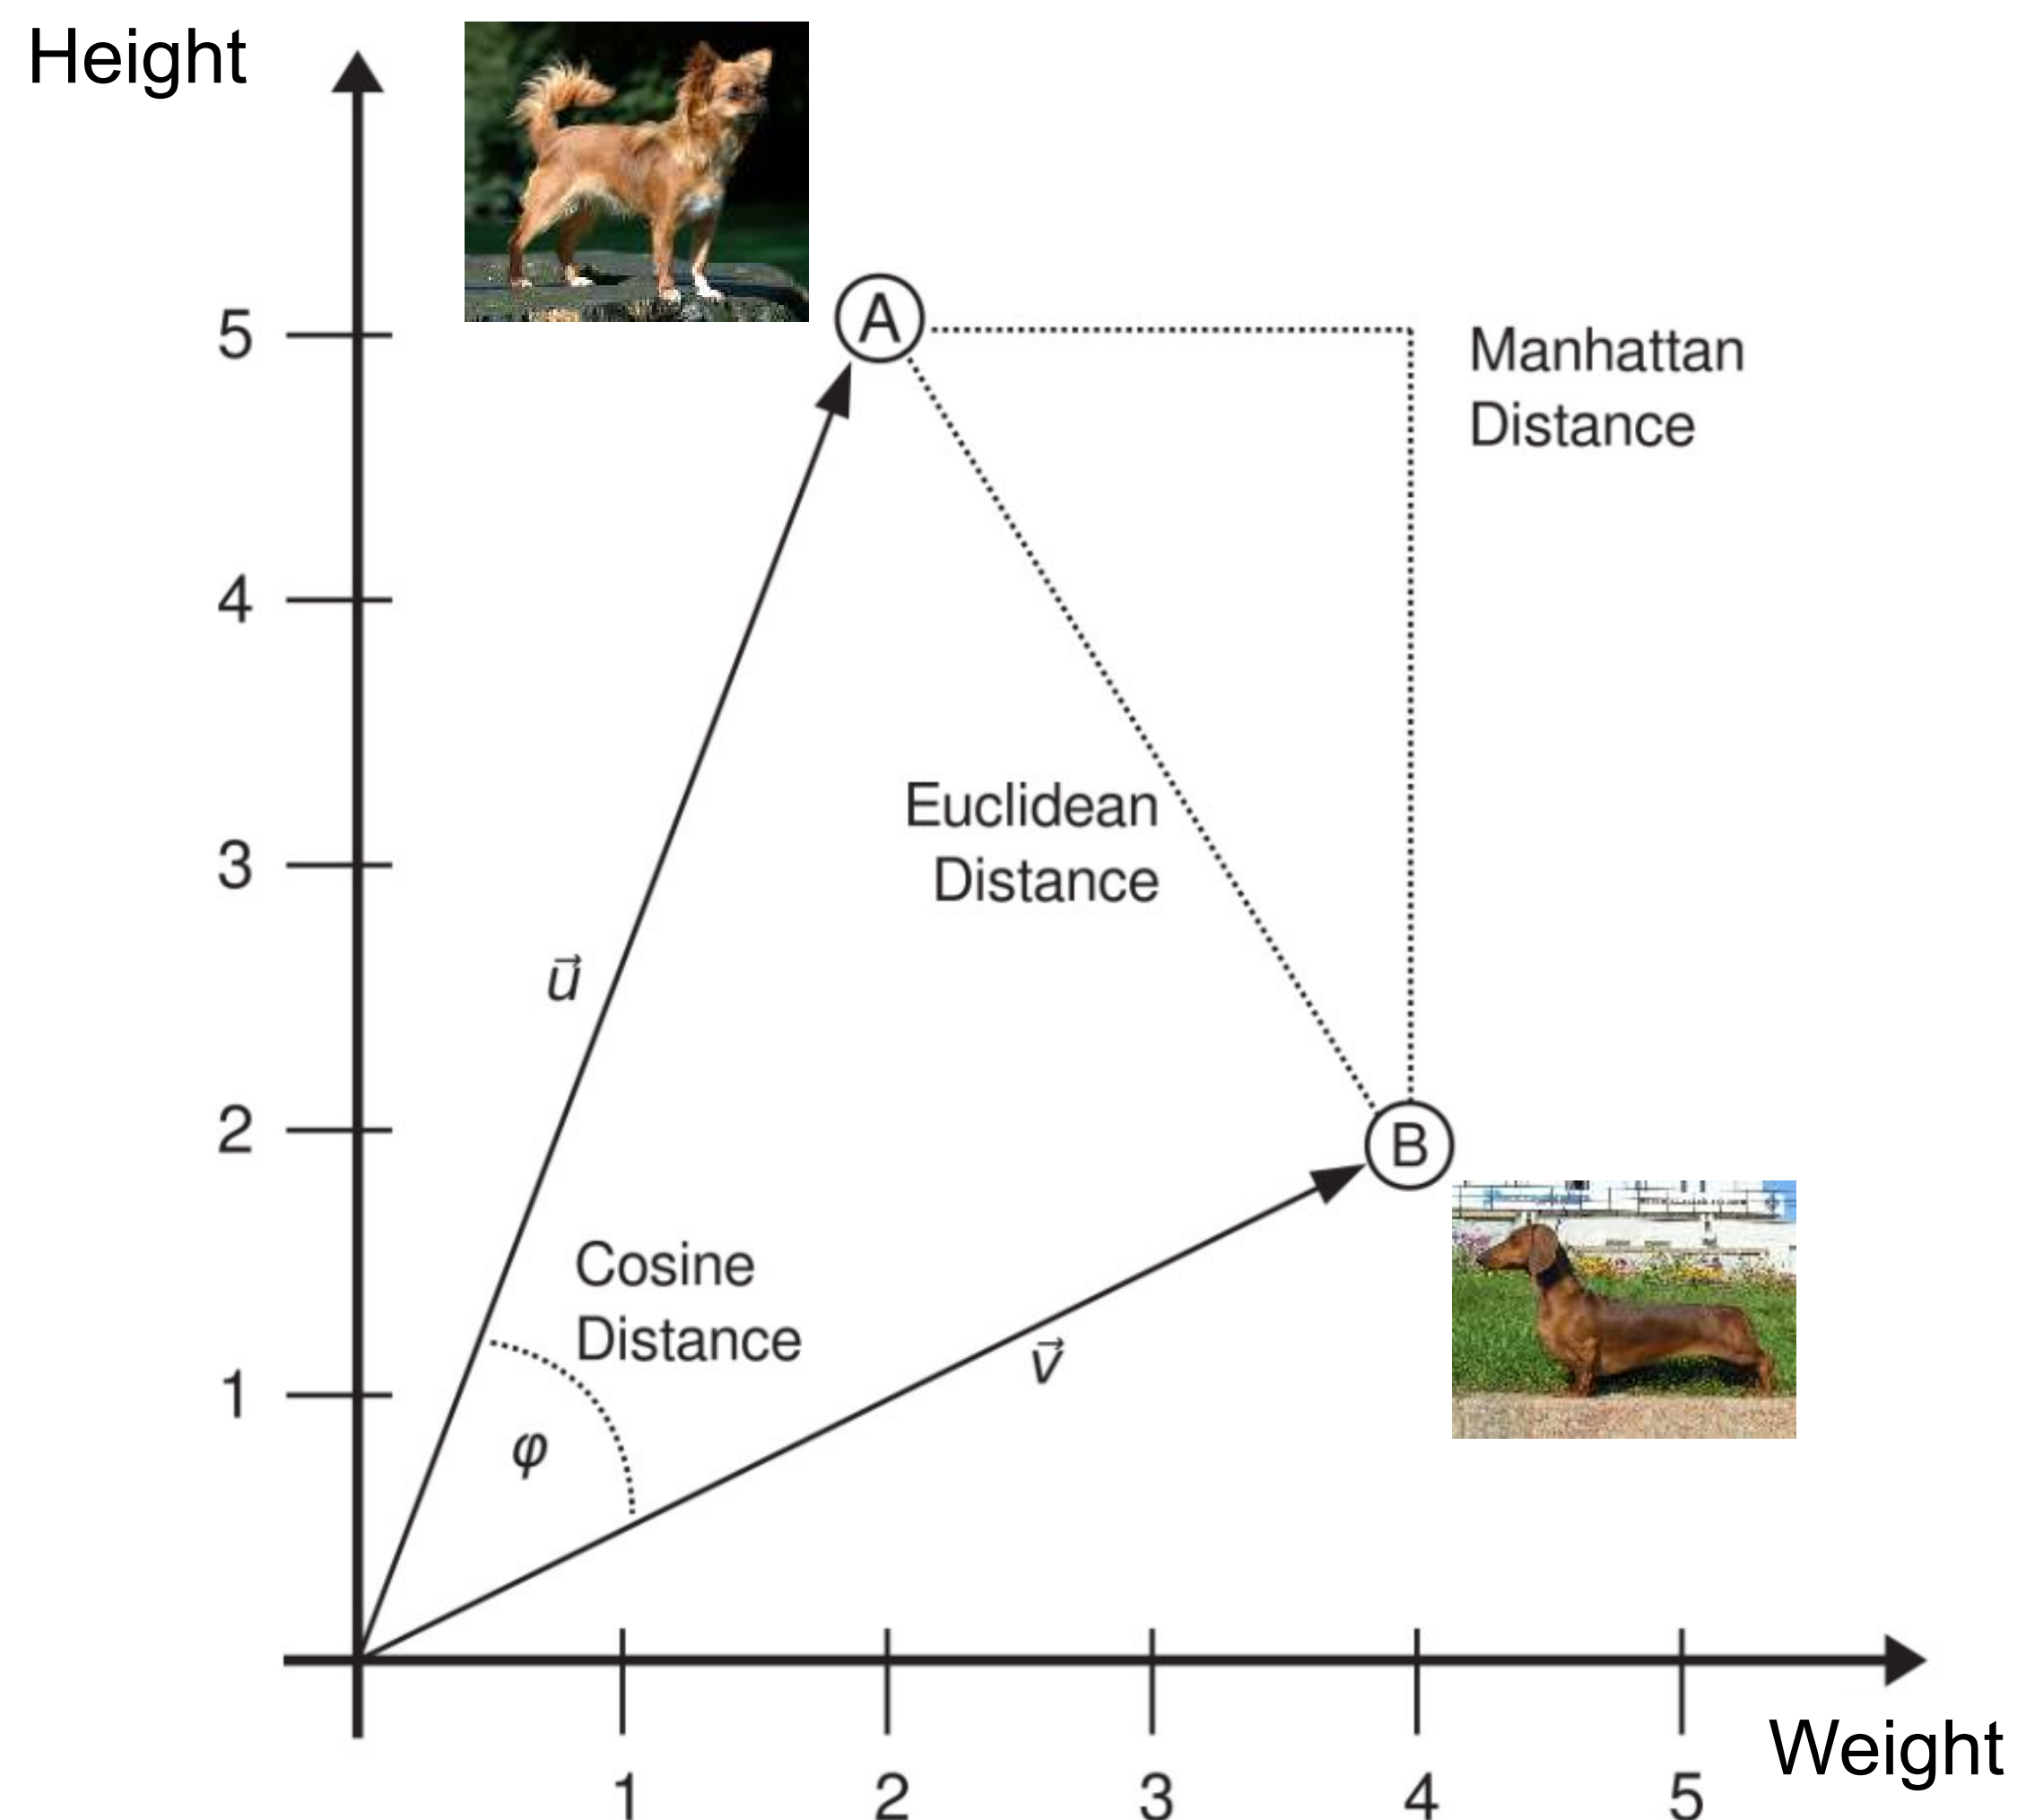 Height
A
5
Manhattan
Distance
4
Euclidean
Distance
3
u⃗
2
B
Cosine
Distance
v⃗
1
φ
Weight
1 2 3 4 5